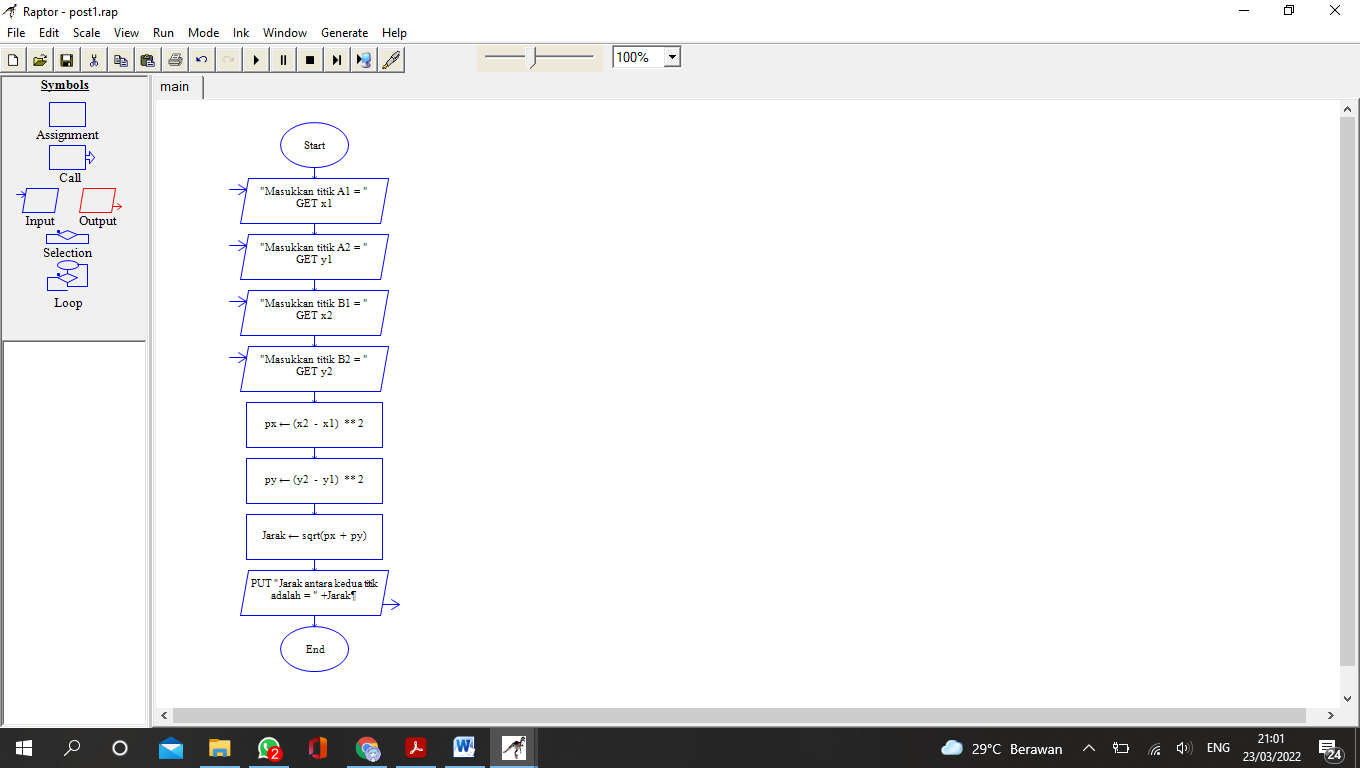 Raptor - post1.rap
File Edit Scale View Run Mode Ink Window Generate Help
100%
Symbols
Assignment
Call
Input Output
Selection
Loop
main
Start
"Masukkan titik A1 = "
GET x1
"Masukkan titik A2 = "
GET y1
"Masukkan titik B1 = "
GET x2
"Masukkan titik B2 = "
GET y2
px ← (x2 - x1) ** 2
py ← (y2 - y1) ** 2
Jarak ← sqrt(px + py)
PUT "Jarak antara kedua titik
adalah = " +Jarak¶
End
2
29°C Berawan
ENG
21:01
23/03/2022
24